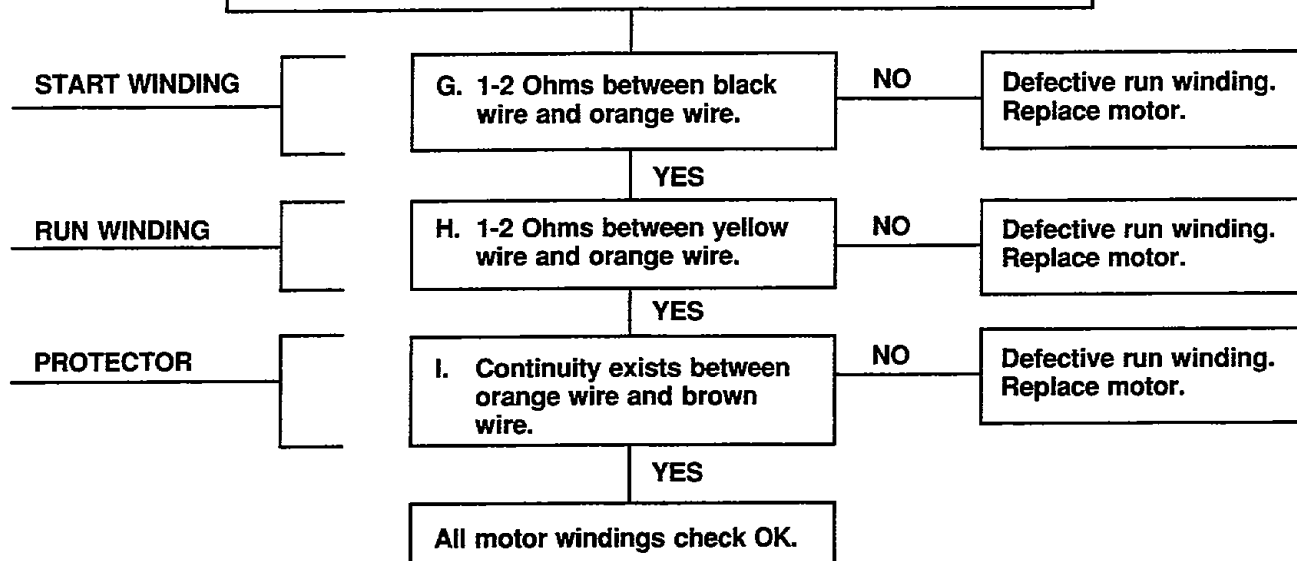 START WINDING
G. 1-2 Ohms between black
wire and orange wire.
NO
Defective run winding.
Replace motor.
YES
RUN WINDING
H. 1-2 Ohms between yellow
wire and orange wire.
NO
Defective run winding.
Replace motor.
YES
PROTECTOR
I. Continuity exists between
orange wire and brown
wire.
NO
Defective run winding.
Replace motor.
YES
All motor windings check OK.